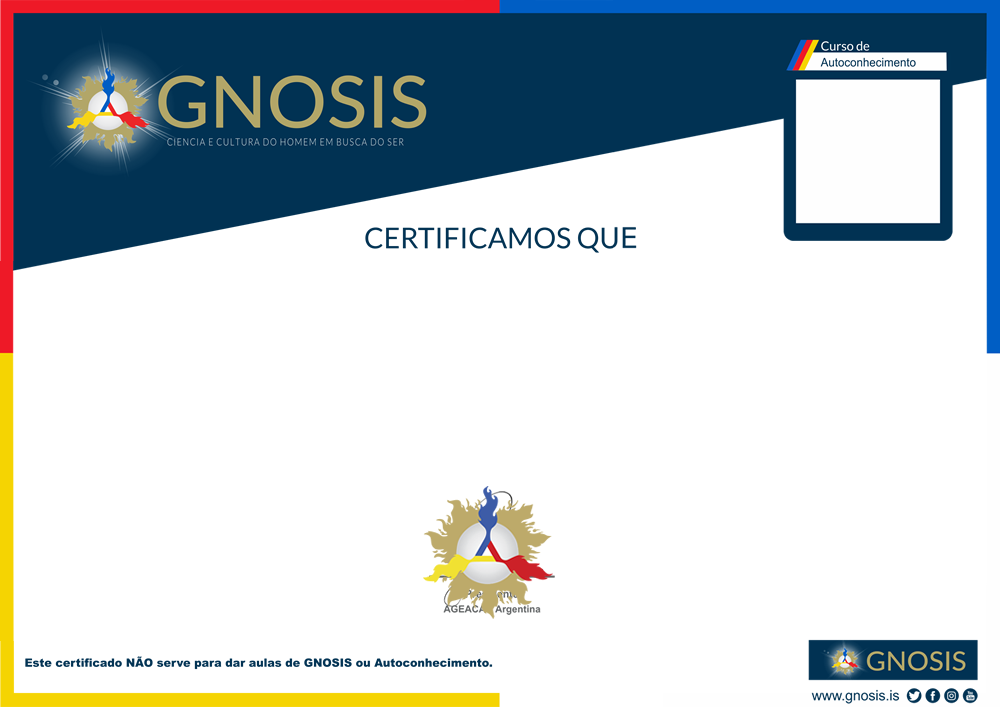 GNOSIS
CIENCIA E CULTURA DO HOMEM EM BUSCA DO SER
Curso de
Autoconhecimento
CERTIFICAMOS QUE
AGEACA Argentina
Este certificado NÃO serve para dar aulas de GNOSIS ou Autoconhecimento.
GNOSIS
www.gnosis.is